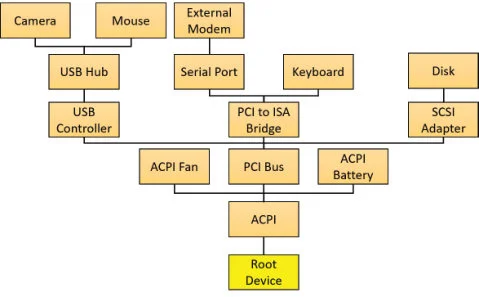 Camera
Mouse
External
Modem
USB Hub
Serial Port
Keyboard
Disk
USB
Controller
PCI to ISA
Bridge
SCSI
Adapter
ACPI Fan
PCI Bus
ACPI
Battery
ACPI
Root
Device